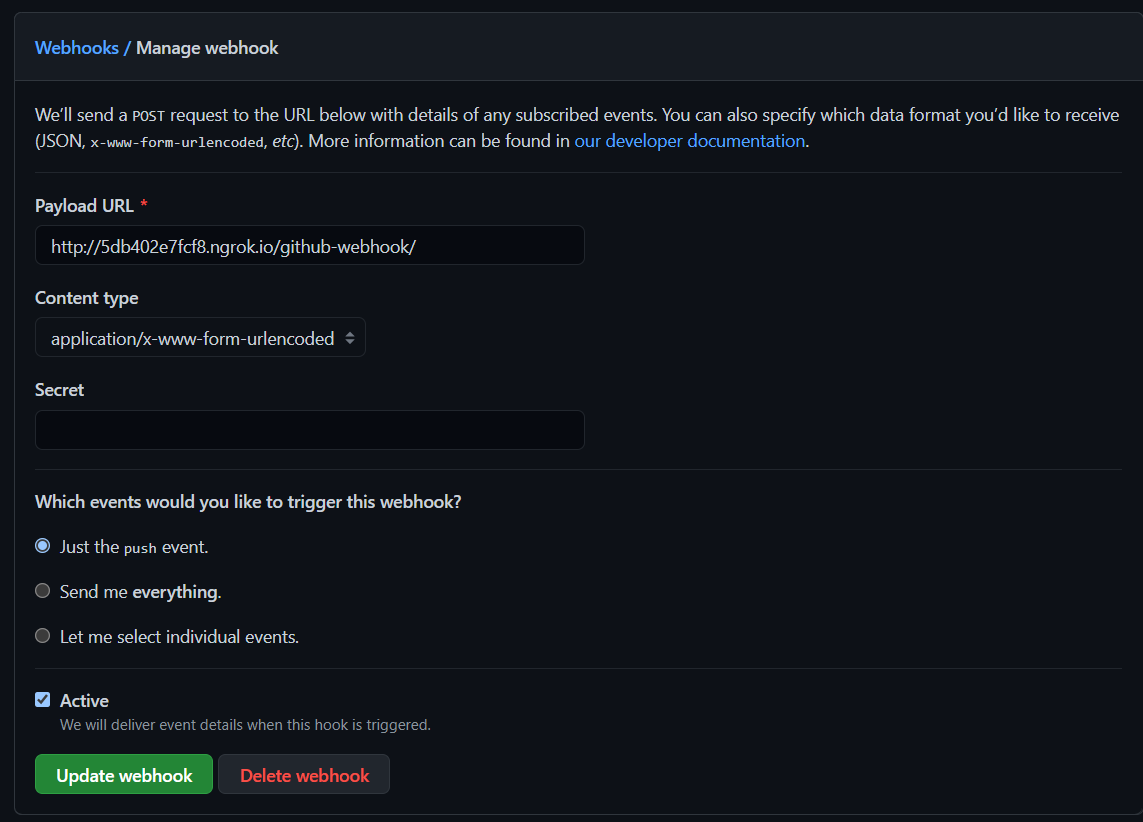 Webhooks / Manage webhook
We’ll send a POST request to the URL below with details of any subscribed events. You can also specify which data format you’d like to receive
(JSON, x-www-form-urlencoded, etc). More information can be found in our developer documentation.
Payload URL *
http://5db402e7fcf8.ngrok.io/github-webhook/
Content type
application/x-www-form-urlencoded
Secret
Which events would you like to trigger this webhook?
Just the push event.
Send me everything.
Let me select individual events.
Active
We will deliver event details when this hook is triggered.
Update webhook Delete webhook